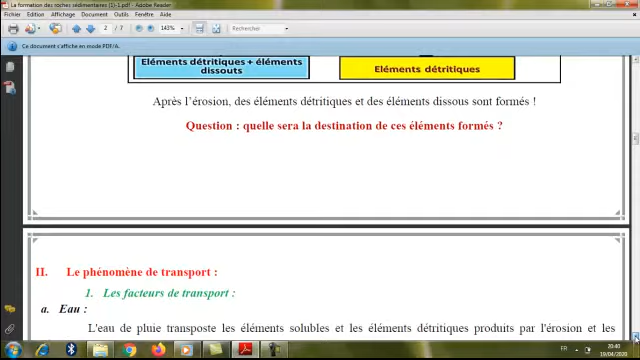 La formation des roches sédimentaires (1)-1.pdf - Adobe Reader
Fichier Edition Affichage Document Outils Fenêtre Aide
2 / 7 143% Rechercher
Ce document s'affiche en mode PDF/A.
Eléments détritiques + éléments dissouts
Eléments détritiques
Après l'érosion, des éléments détritiques et des éléments dissous sont formés !
Question : quelle sera la destination de ces éléments formés ?
II. Le phénomène de transport :
1. Les facteurs de transport :
a. Eau :
L'eau de pluie transpose les éléments solubles et les éléments détritiques produits par l'érosion et les
FR
20:40
19/04/2020